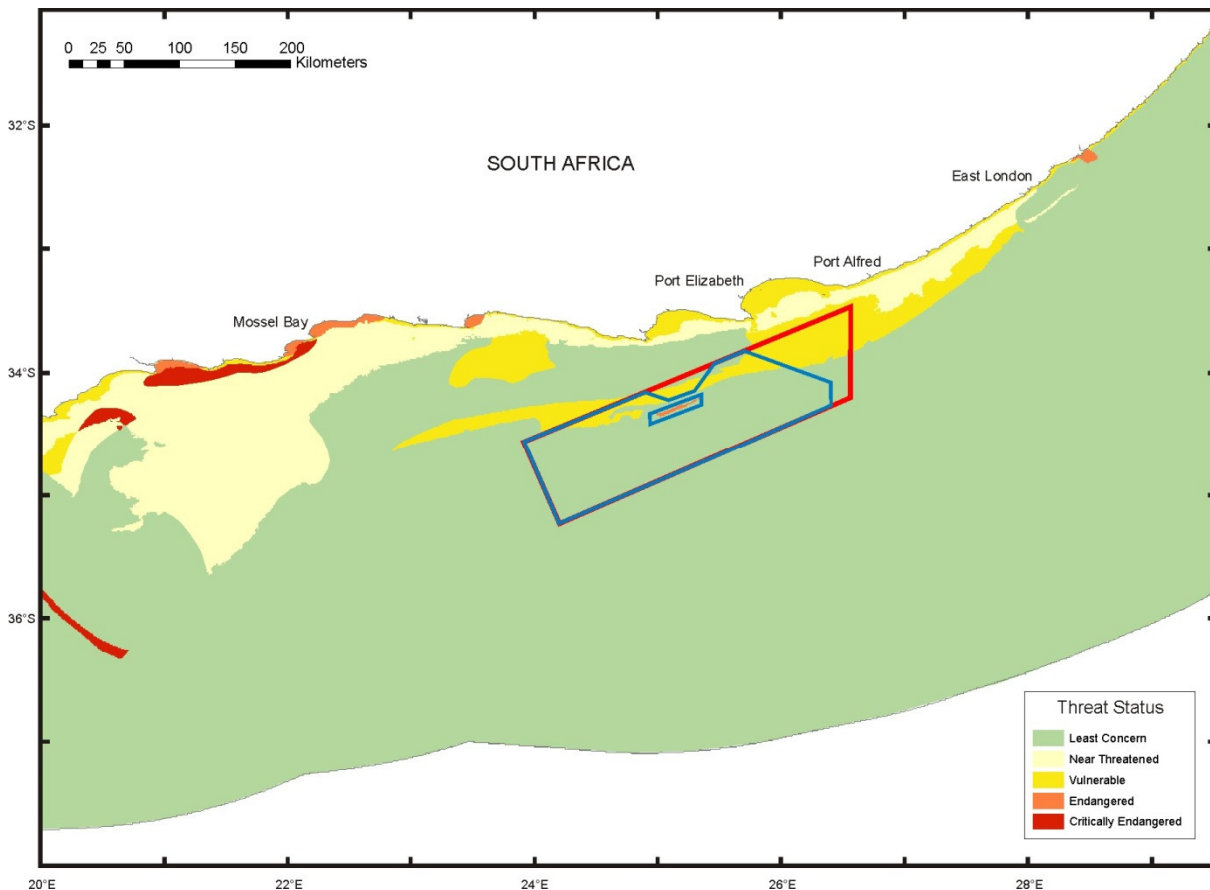 0 25 50 100 150 200
Kilometers
32°S
SOUTH AFRICA
East London
Port Alfred
Port Elizabeth
Mossel Bay
34°S
36°S
Threat Status
Least Concern
Near Threatened
Vulnerable
Endangered
Critically Endangered
20°E 22°E 24°E 26°E 28°E